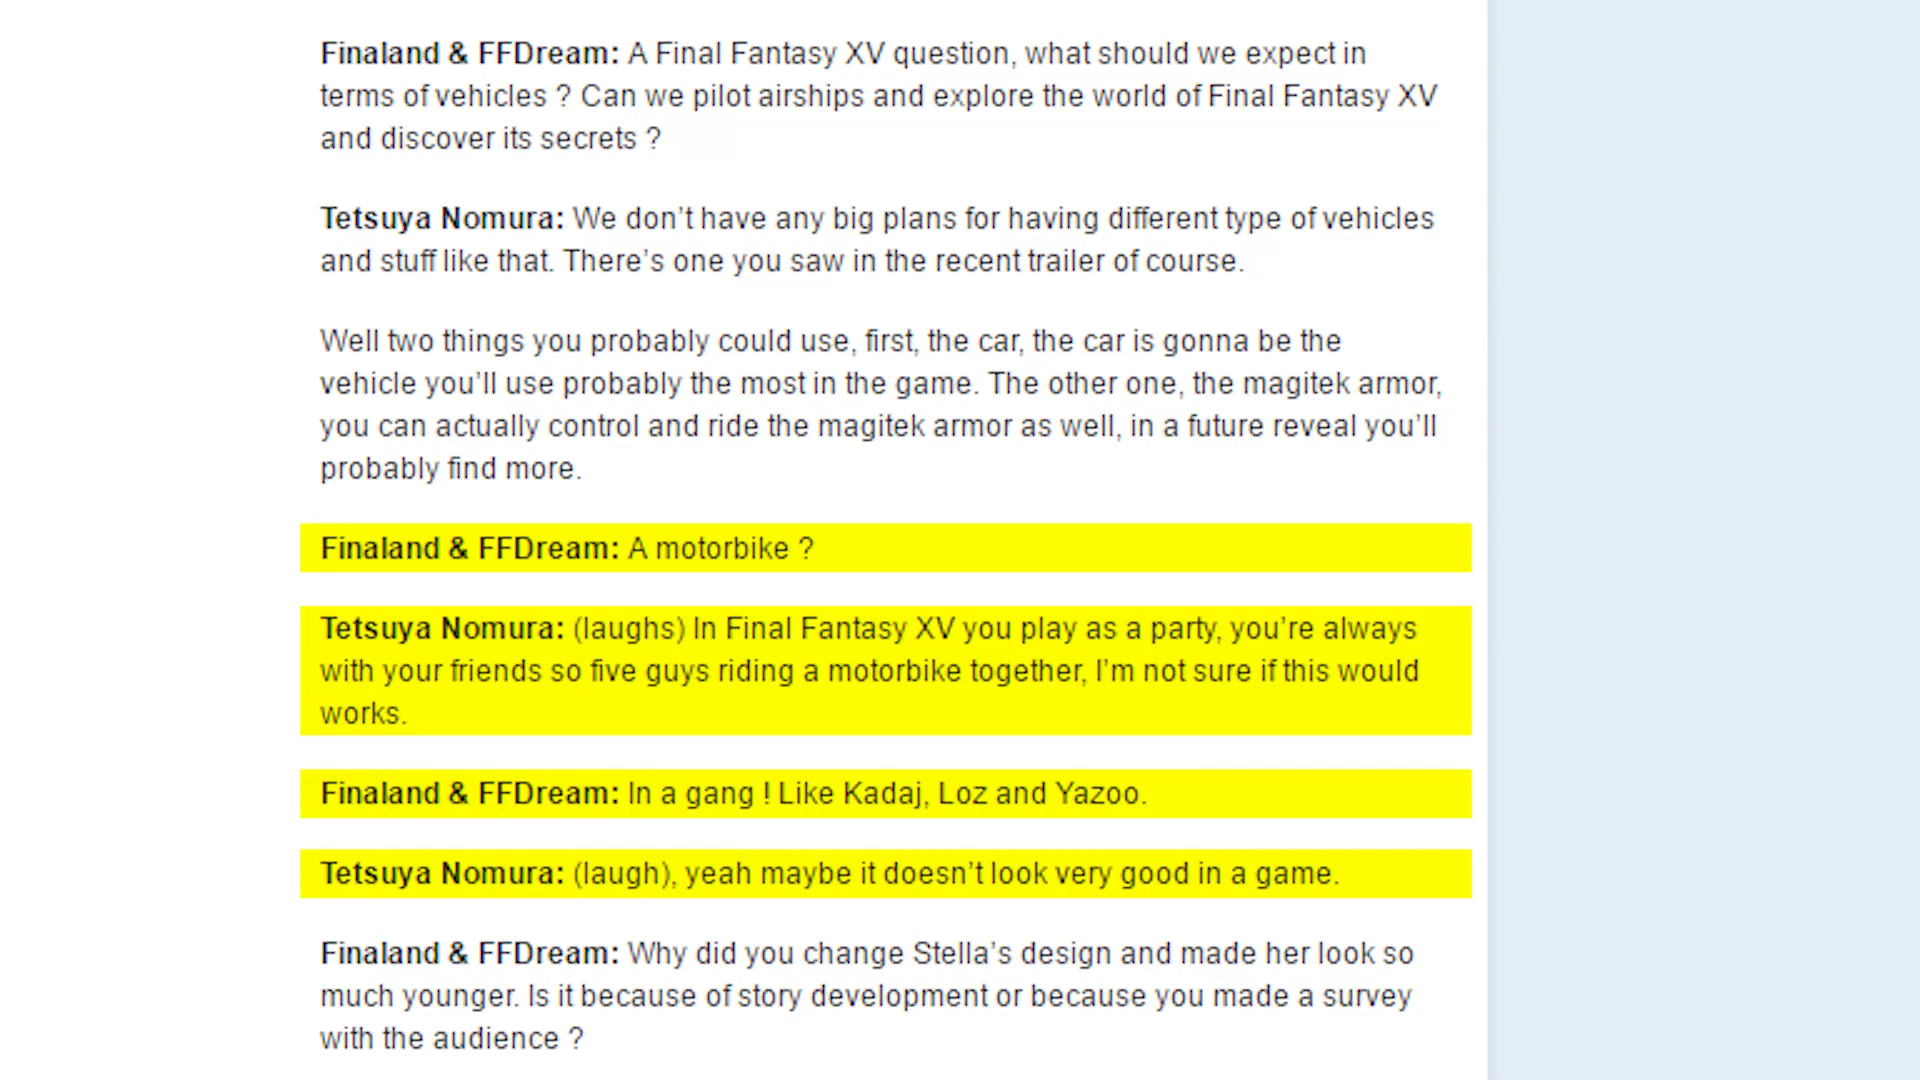 Finaland & FFDream: A Final Fantasy XV question, what should we expect in
terms of vehicles ? Can we pilot airships and explore the world of Final Fantasy XV
and discover its secrets ?
Tetsuya Nomura: We don't have any big plans for having different type of vehicles
and stuff like that. There's one you saw in the recent trailer of course.
Well two things you probably could use, first, the car, the car is gonna be the
vehicle you'll use probably the most in the game. The other one, the magitek armor,
you can actually control and ride the magitek armor as well, in a future reveal you'll
probably find more.
Finaland & FFDream: A motorbike ?
Tetsuya Nomura: (laughs) In Final Fantasy XV you play as a party, you're always
with your friends so five guys riding a motorbike together, I'm not sure if this would
works.
Finaland & FFDream: In a gang ! Like Kadaj, Loz and Yazoo.
Tetsuya Nomura: (laugh), yeah maybe it doesn't look very good in a game.
Finaland & FFDream: Why did you change Stella's design and made her look so
much younger. Is it because of story development or because you made a survey
with the audience ?